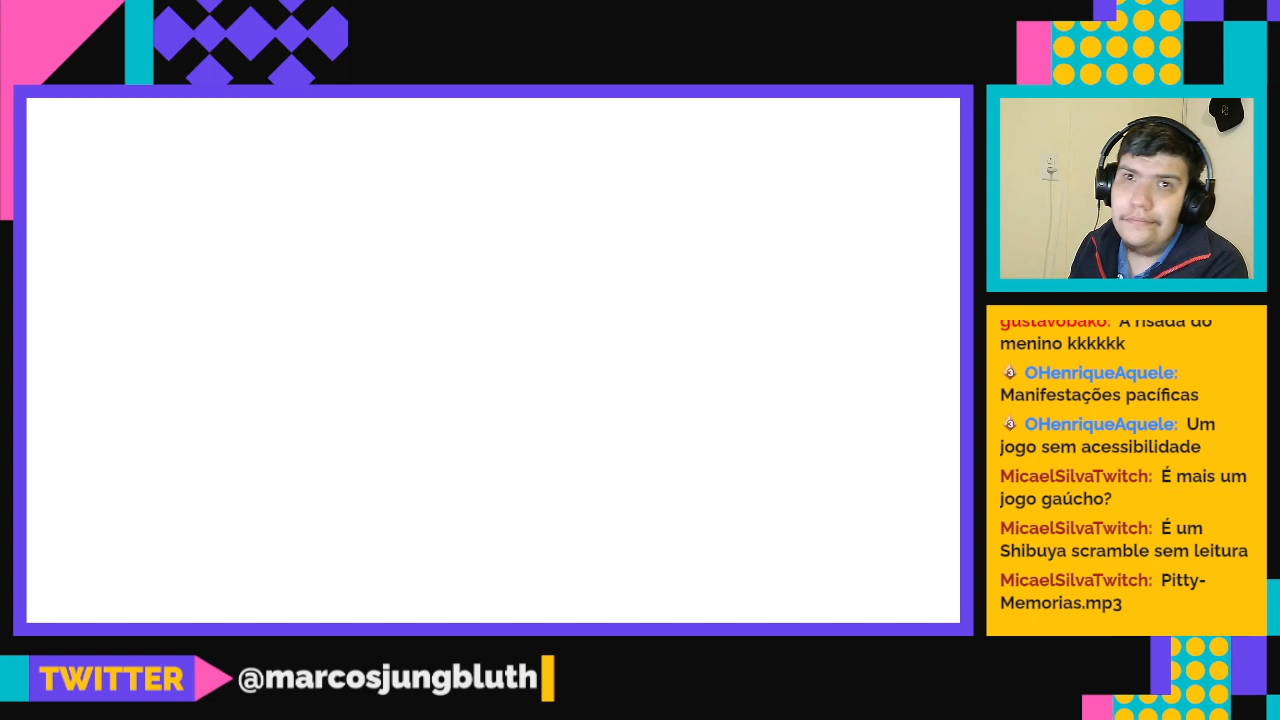 gustavobako: A risada do
menino kkkkkk
OHenriqueAquele:
Manifestações pacíficas
OHenriqueAquele: Um
jogo sem acessibilidade
MicaelSilvaTwitch: É mais um
jogo gaúcho?
MicaelSilvaTwitch: É um
Shibuya scramble sem leitura
MicaelSilvaTwitch: Pitty-
Memorias.mp3
TWITTER @marcosjungbluth